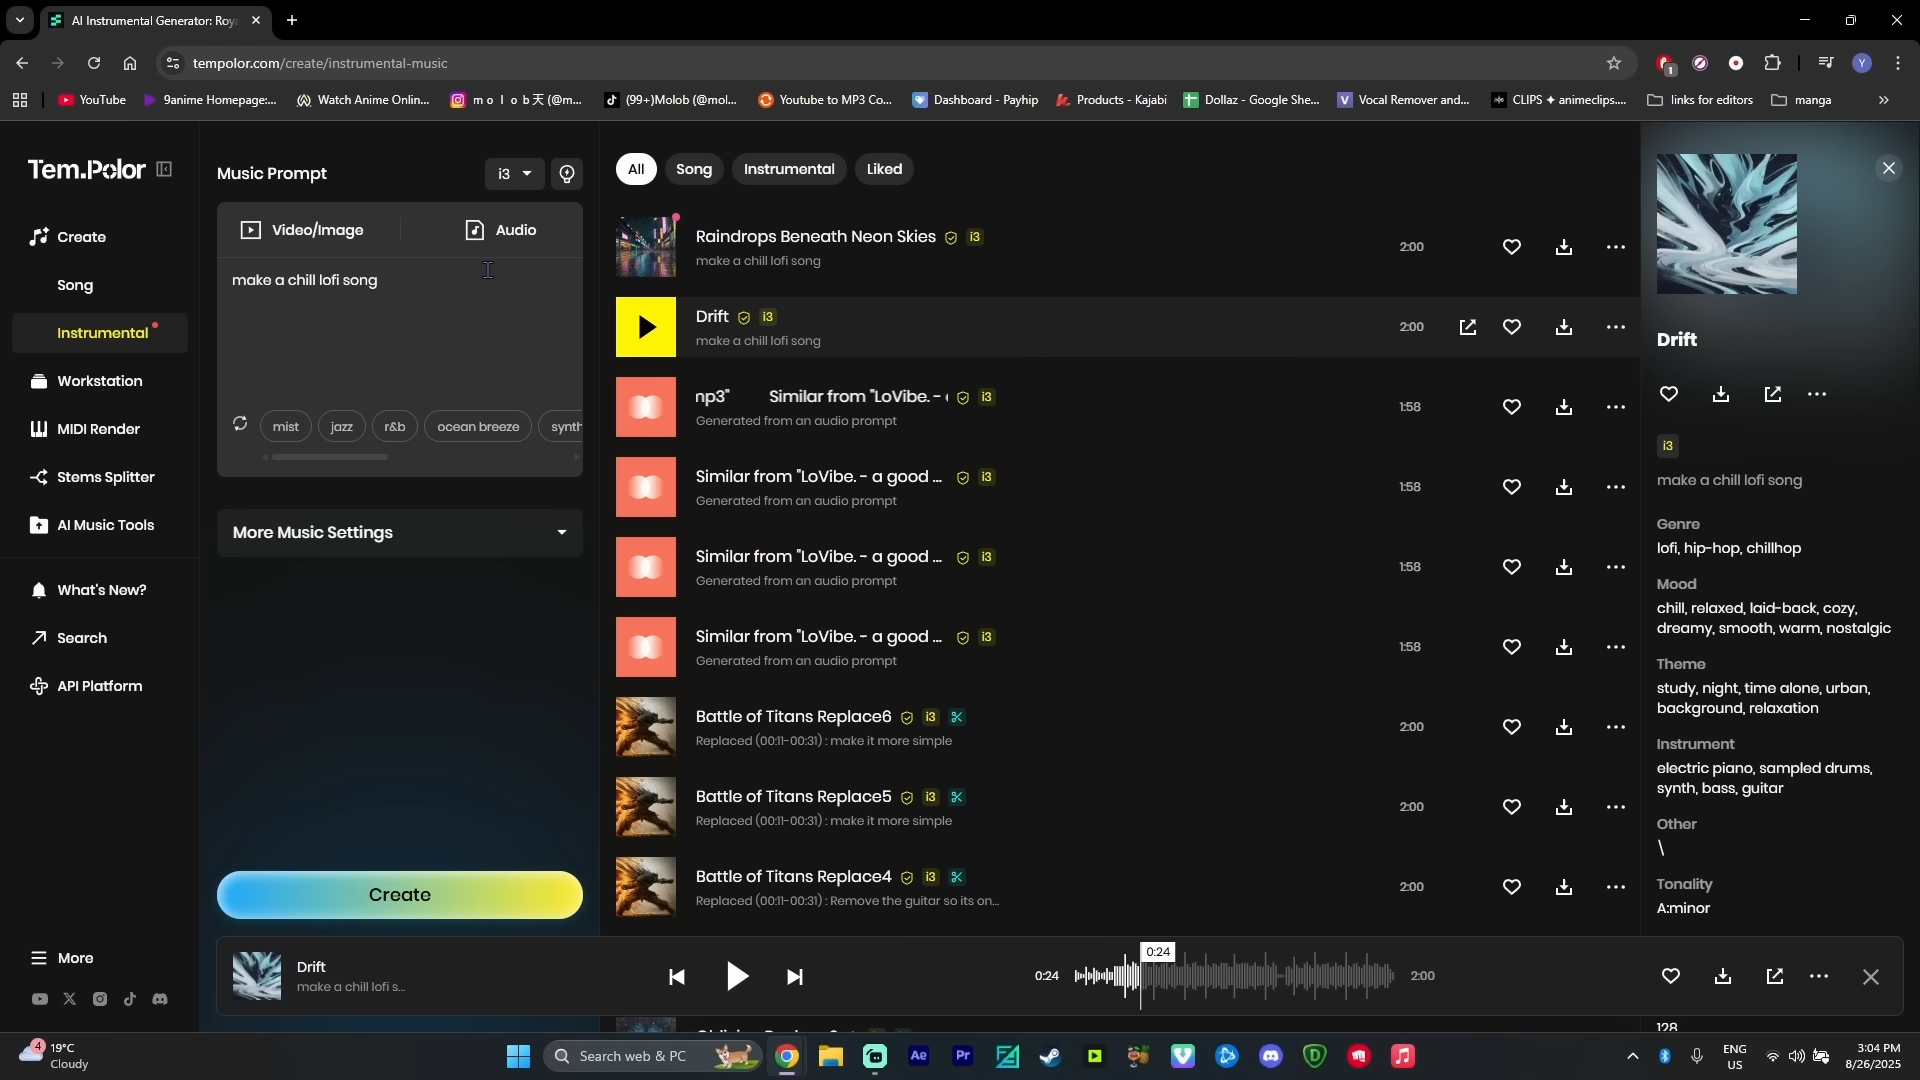 AI Instrumental Generator: Roya
tempolor.com/create/instrumental-music
1
Y
YouTube
9anime Homepage:...
Watch Anime Onlin...
m o l o b 天 (@m...
(99+)Molob (@mol...
Youtube to MP3 Co...
Dashboard - Payhip
Products - Kajabi
Dollaz - Google She...
Vocal Remover and...
CLIPS ✦ animeclips....
links for editors
manga
»
Tem.Polor
Create
Song
Instrumental
Workstation
MIDI Render
Stems Splitter
AI Music Tools
What's New?
Search
API Platform
More
Music Prompt
i3
Video/Image
Audio
make a chill lofi song
mist
jazz
r&b
ocean breeze
synth
More Music Settings
Create
All
Song
Instrumental
Liked
Raindrops Beneath Neon Skies i3
make a chill lofi song
2:00
Drift i3
make a chill lofi song
2:00
mp3" Similar from "LoVibe. - i3
Generated from an audio prompt
1:58
Similar from "LoVibe. - a good ... i3
Generated from an audio prompt
1:58
Similar from "LoVibe. - a good ... i3
Generated from an audio prompt
1:58
Similar from "LoVibe. - a good ... i3
Generated from an audio prompt
1:58
Battle of Titans Replace6 i3
Replaced (00:11-00:31) : make it more simple
2:00
Battle of Titans Replace5 i3
Replaced (00:11-00:31) : make it more simple
2:00
Battle of Titans Replace4 i3
Replaced (00:11-00:31) : Remove the guitar so its on...
2:00
Drift
i3
make a chill lofi song
Genre
lofi, hip-hop, chillhop
Mood
chill, relaxed, laid-back, cozy,
dreamy, smooth, warm, nostalgic
Theme
study, night, time alone, urban,
background, relaxation
Instrument
electric piano, sampled drums,
synth, bass, guitar
Other
\
Tonality
A:minor
128
Drift
make a chill lofi s...
0:24
0:24
2:00
4
19°C
Cloudy
Search web & PC
Ae
Pr
ENG
US
3:04 PM
8/26/2025